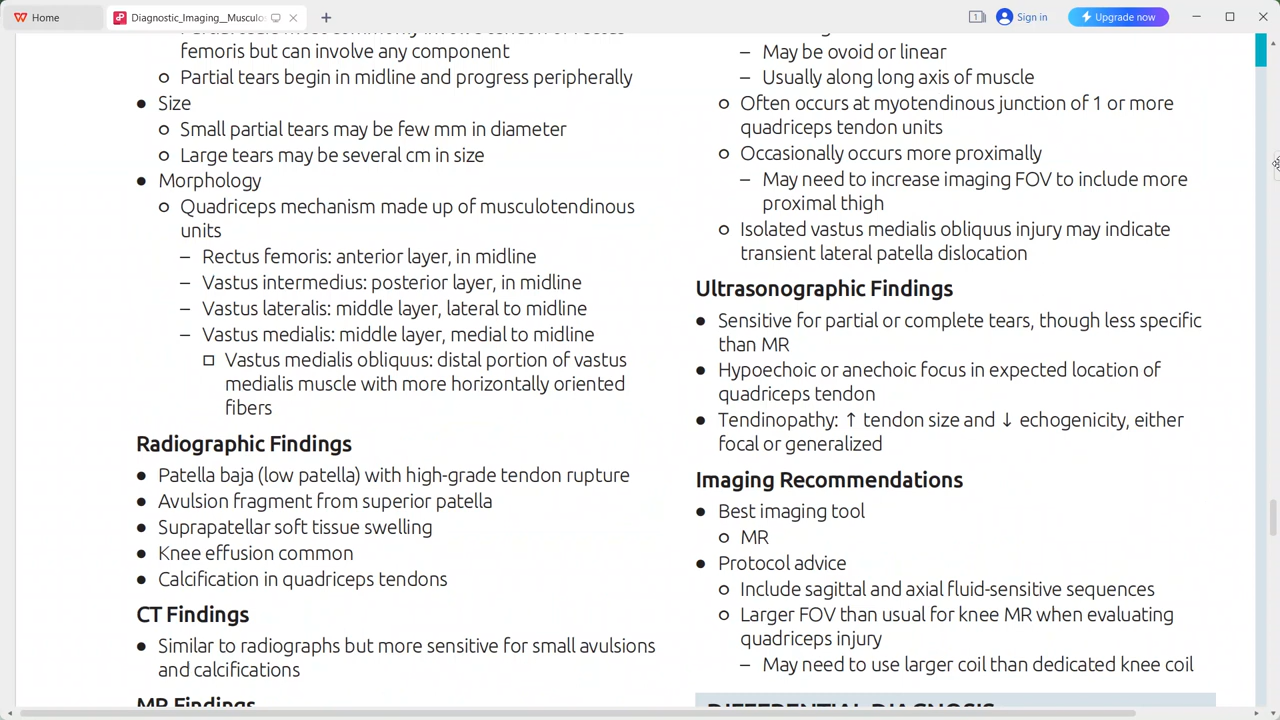 Home
Diagnostic_Imaging__Musculo
Sign in
Upgrade now
femoris but can involve any component
o Partial tears begin in midline and progress peripherally
• Size
o Small partial tears may be few mm in diameter
o Large tears may be several cm in size
• Morphology
o Quadriceps mechanism made up of musculotendinous
units
– Rectus femoris: anterior layer, in midline
– Vastus intermedius: posterior layer, in midline
– Vastus lateralis: middle layer, lateral to midline
– Vastus medialis: middle layer, medial to midline
□ Vastus medialis obliquus: distal portion of vastus
medialis muscle with more horizontally oriented
fibers
Radiographic Findings
• Patella baja (low patella) with high-grade tendon rupture
• Avulsion fragment from superior patella
• Suprapatellar soft tissue swelling
• Knee effusion common
• Calcification in quadriceps tendons
CT Findings
• Similar to radiographs but more sensitive for small avulsions
and calcifications
MR Findings
– May be ovoid or linear
– Usually along long axis of muscle
o Often occurs at myotendinous junction of 1 or more
quadriceps tendon units
o Occasionally occurs more proximally
– May need to increase imaging FOV to include more
proximal thigh
o Isolated vastus medialis obliquus injury may indicate
transient lateral patella dislocation
Ultrasonographic Findings
• Sensitive for partial or complete tears, though less specific
than MR
• Hypoechoic or anechoic focus in expected location of
quadriceps tendon
• Tendinopathy: ↑ tendon size and ↓ echogenicity, either
focal or generalized
Imaging Recommendations
• Best imaging tool
o MR
• Protocol advice
o Include sagittal and axial fluid-sensitive sequences
o Larger FOV than usual for knee MR when evaluating
quadriceps injury
– May need to use larger coil than dedicated knee coil
DIFFERENTIAL DIAGNOSIS